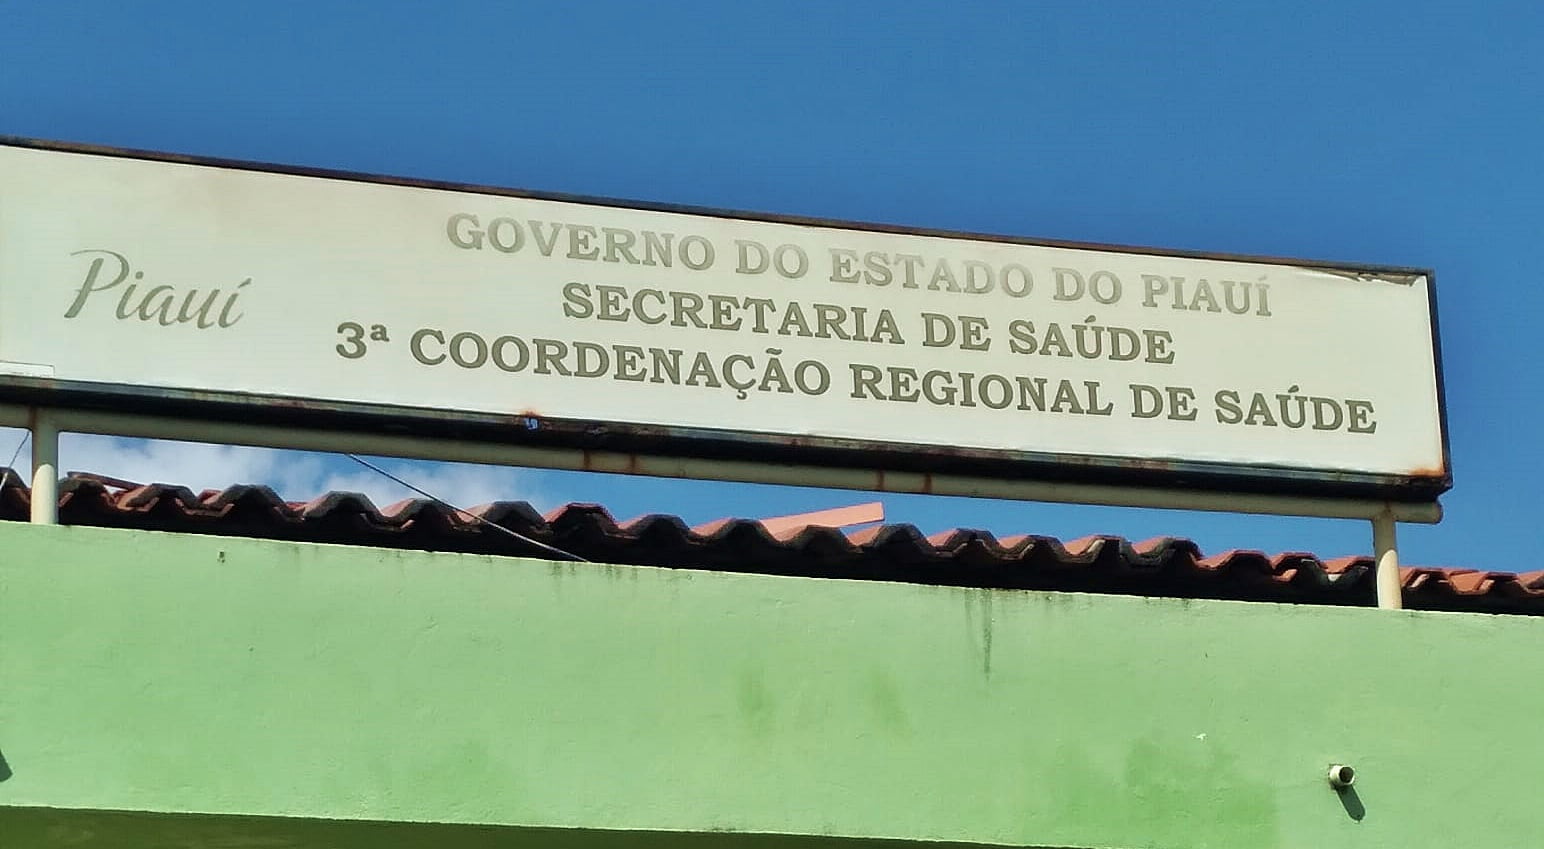 Piauí
GOVERNO DO ESTADO DO PIAUÍ
SECRETARIA DE SAÚDE
3ª COORDENAÇÃO REGIONAL DE SAÚDE